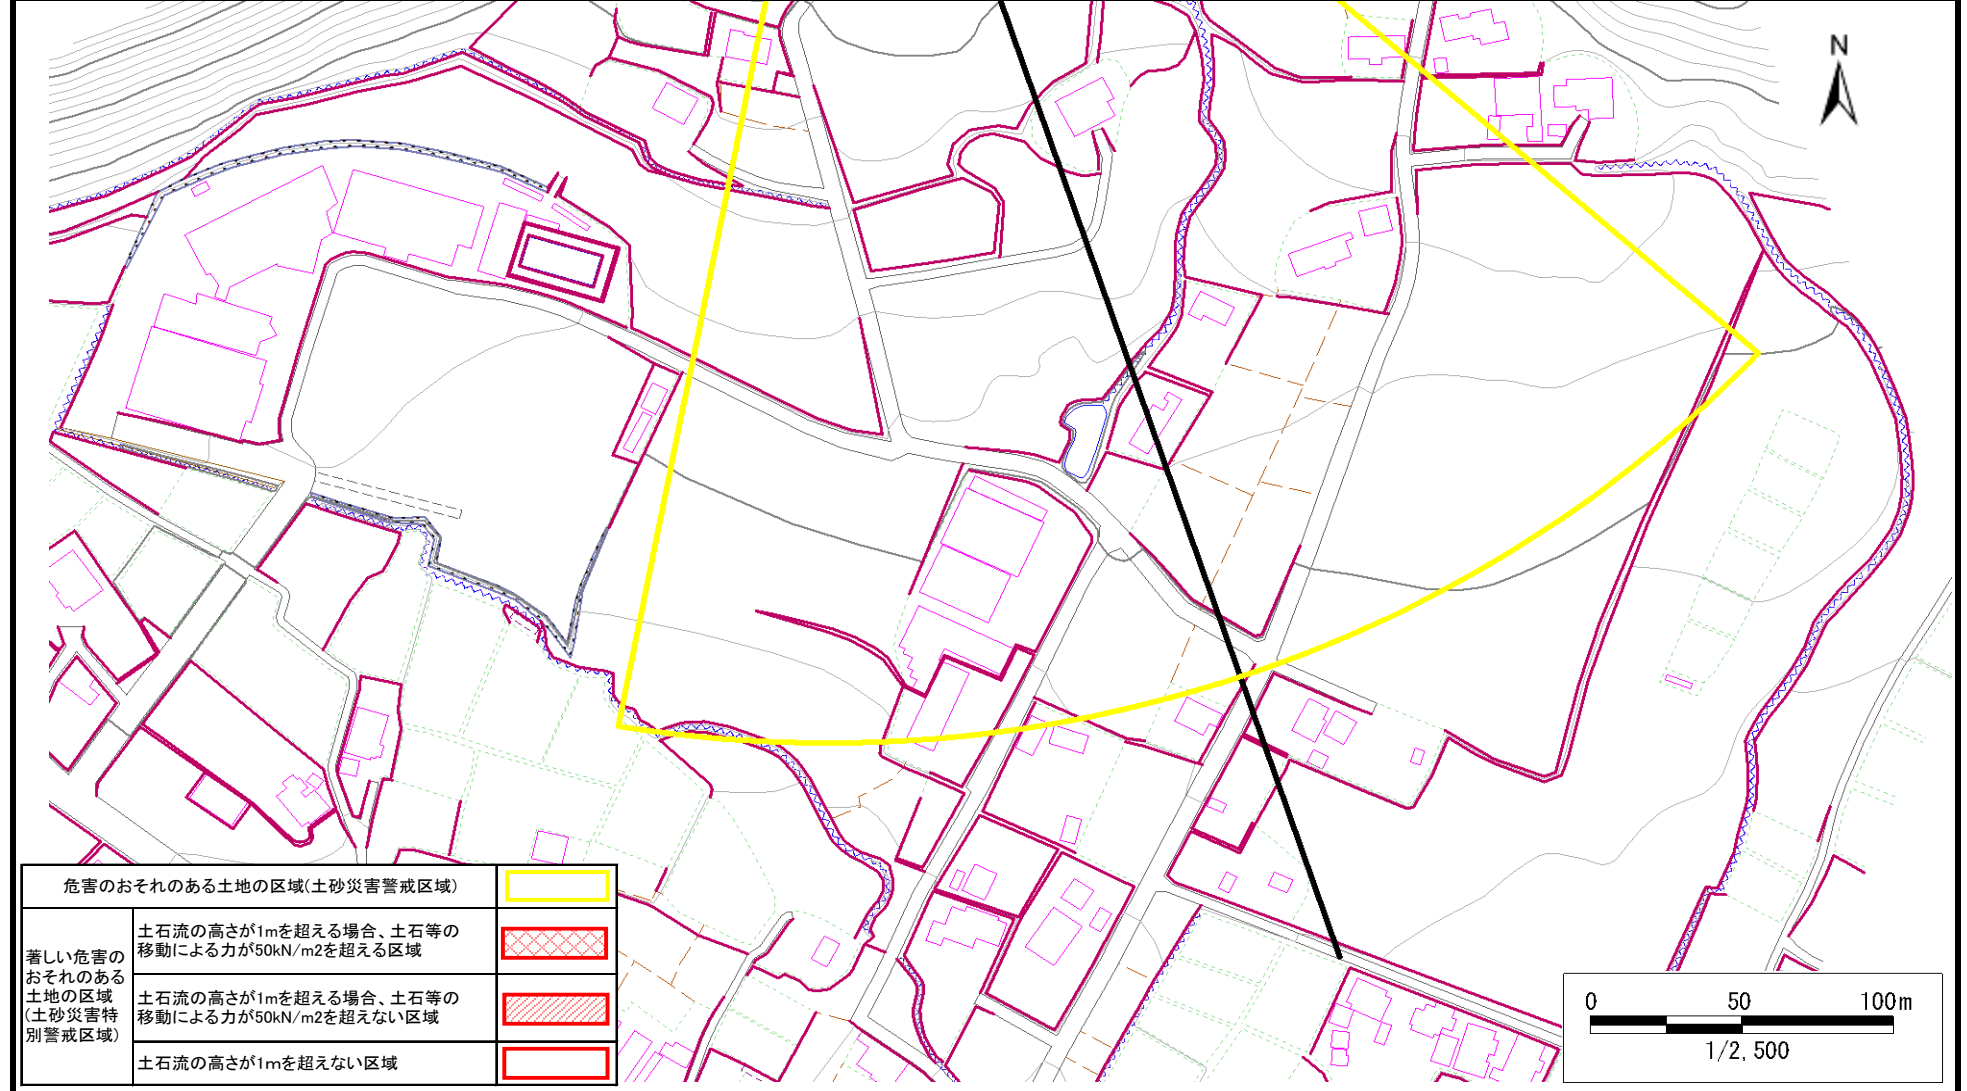 N
危害のおそれのある土地の区域(土砂災害警戒区域)
著しい危害の
おそれのある
土地の区域
(土砂災害特
別警戒区域)
土石流の高さが1mを超える場合、土石等の
移動による力が50kN/m2を超える区域
土石流の高さが1mを超える場合、土石等の
移動による力が50kN/m2を超えない区域
土石流の高さが1mを超えない区域
0 50 100m
1/2,500